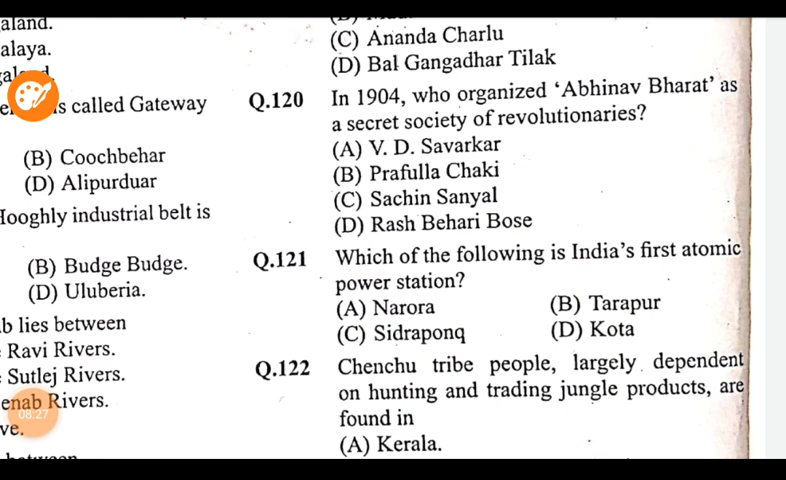 aland.
alaya.
is called Gateway
(B) Coochbehar
(D) Alipurduar
Hooghly industrial belt is
(B) Budge Budge.
(D) Uluberia.
b lies between
Ravi Rivers.
Sutlej Rivers.
enab Rivers.
08:27
ve.
(C) Ananda Charlu
(D) Bal Gangadhar Tilak
Q.120 In 1904, who organized ‘Abhinav Bharat’ as
a secret society of revolutionaries?
(A) V. D. Savarkar
(B) Prafulla Chaki
(C) Sachin Sanyal
(D) Rash Behari Bose
Q.121 Which of the following is India’s first atomic
power station?
(A) Narora (B) Tarapur
(C) Sidraponq (D) Kota
Q.122 Chenchu tribe people, largely dependent
on hunting and trading jungle products, are
found in
(A) Kerala.